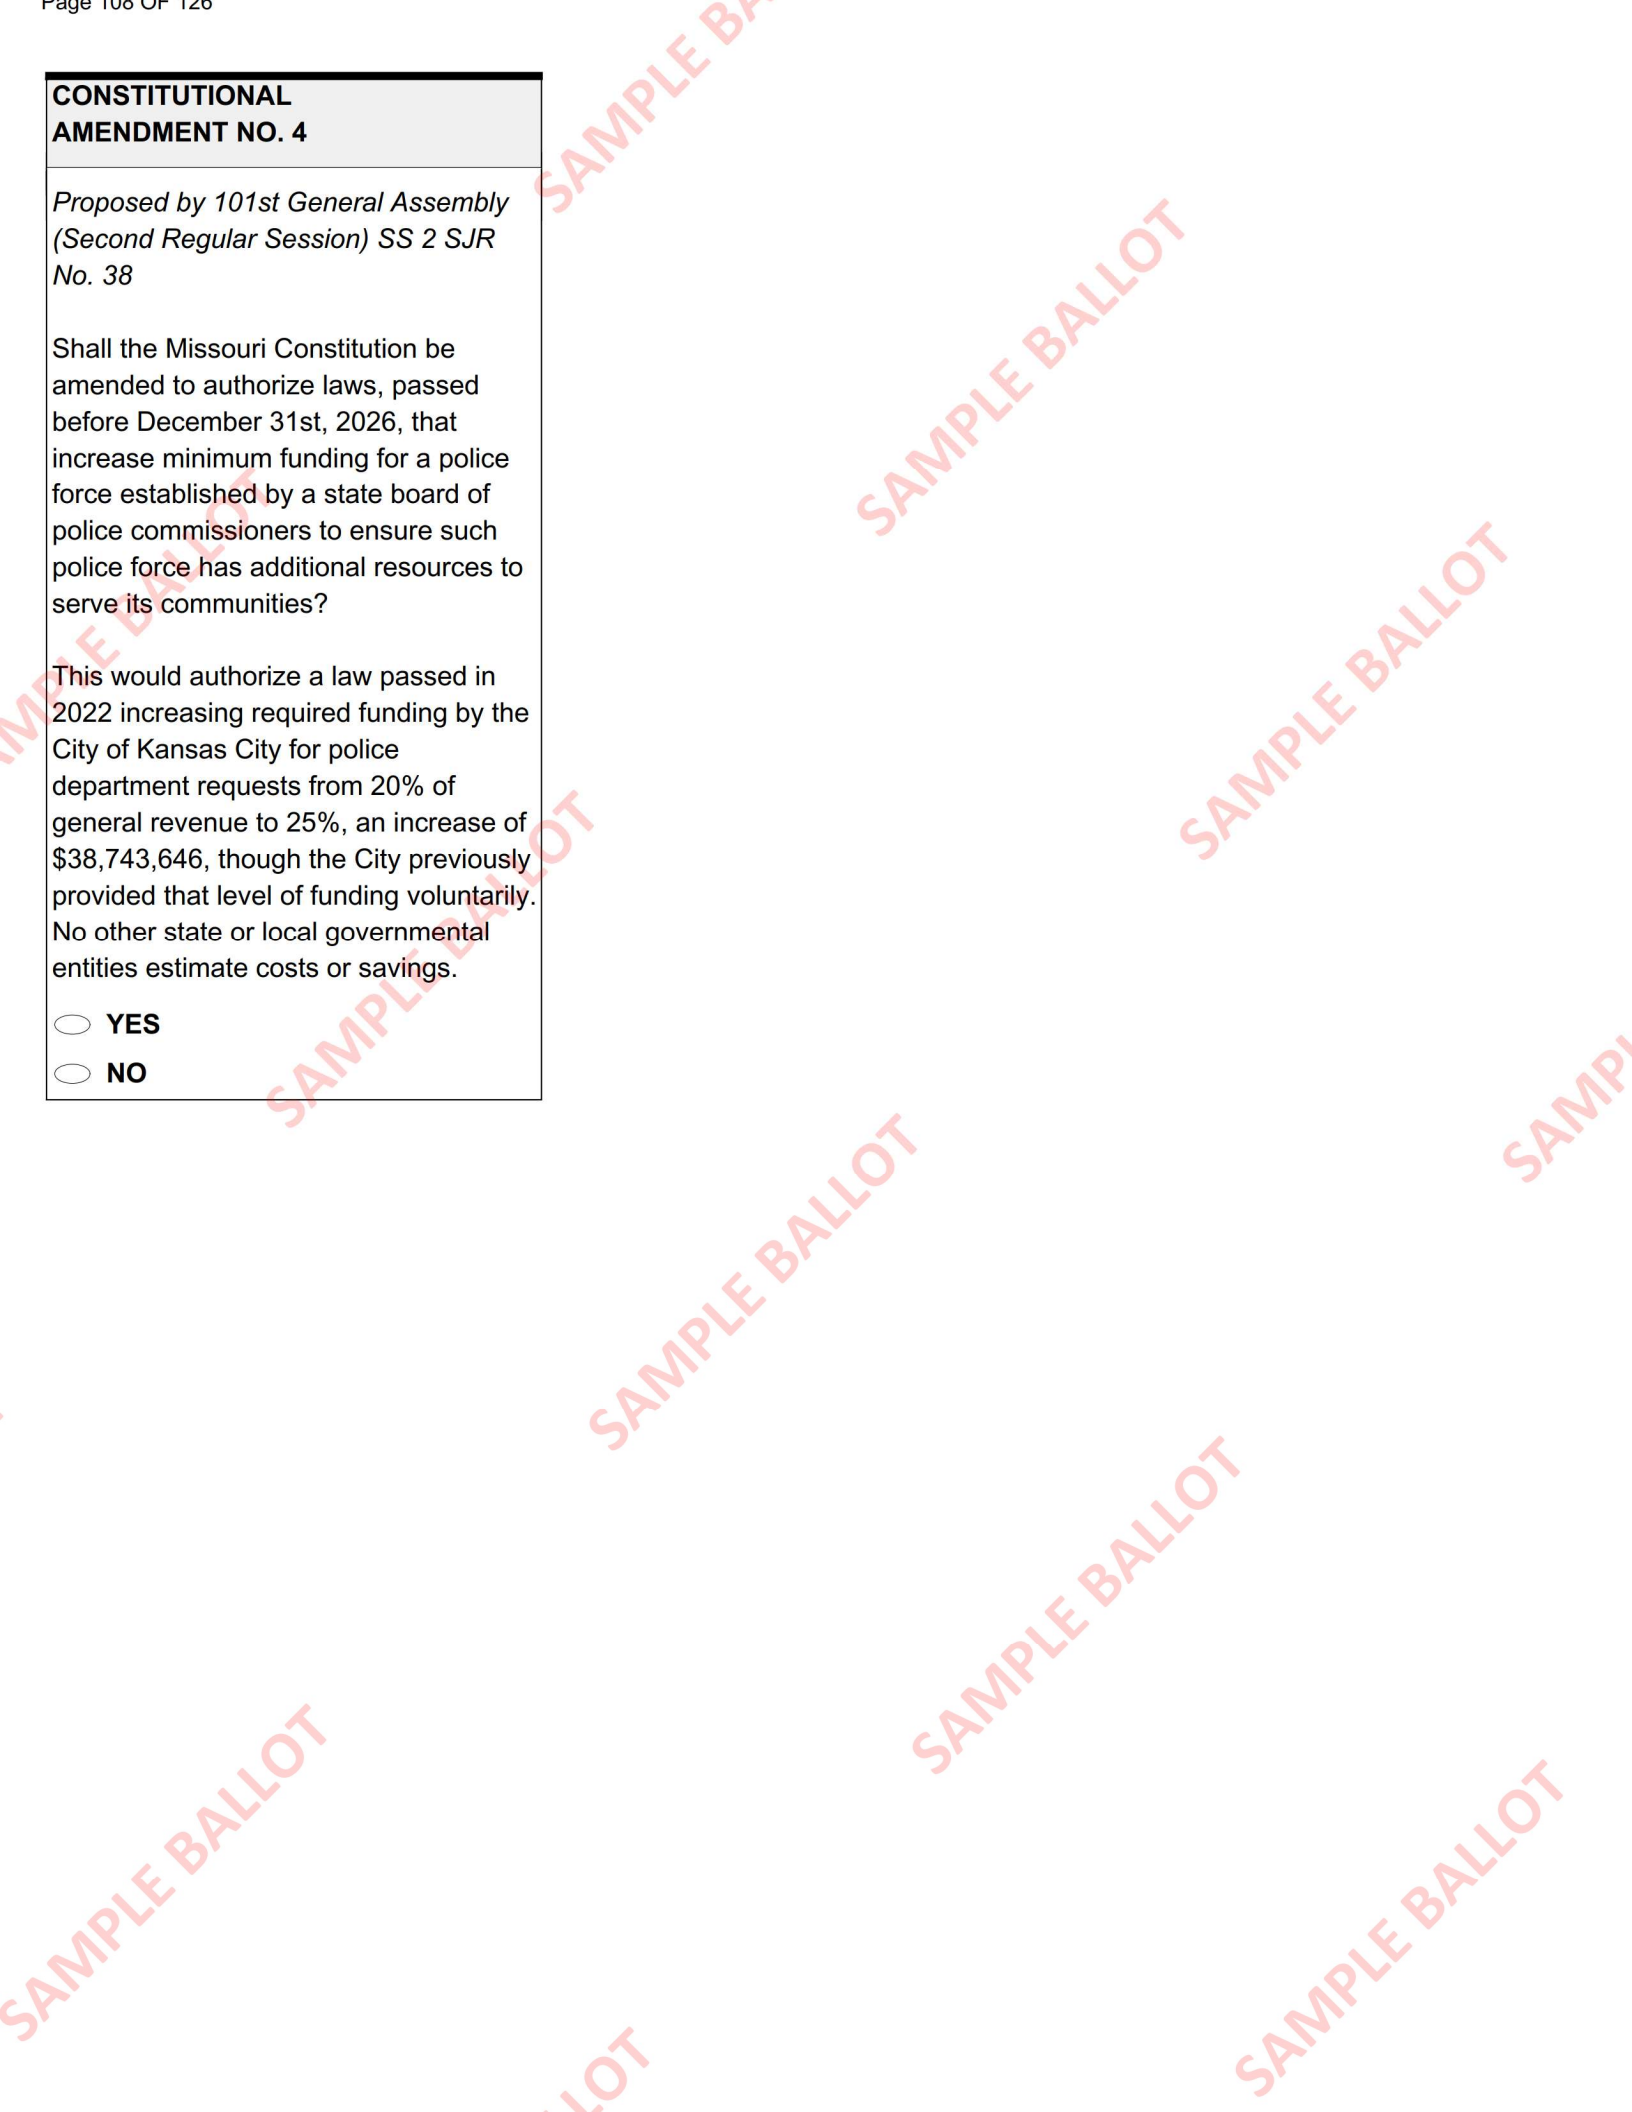 Page 108 OF 126
CONSTITUTIONAL
AMENDMENT NO. 4
Proposed by 101st General Assembly
(Second Regular Session) SS 2 SJR
No. 38
Shall the Missouri Constitution be
amended to authorize laws, passed
before December 31st, 2026, that
increase minimum funding for a police
force established by a state board of
police commissioners to ensure such
police force has additional resources to
serve its communities?
This would authorize a law passed in
2022 increasing required funding by the
City of Kansas City for police
department requests from 20% of
general revenue to 25%, an increase of
$38,743,646, though the City previously
provided that level of funding voluntarily.
No other state or local governmental
entities estimate costs or savings.
YES
NO
SAMPLE BA
SAMPLE BALLOT
SAMPLE BALLOT
AMPLE BALLOT
SAMPLE BALLOT
SAMPL
SAMPLE BALLOT
SAMPLE BALLOT
SAMPLE BALLOT
SAMPLE BALLOT
LLOT